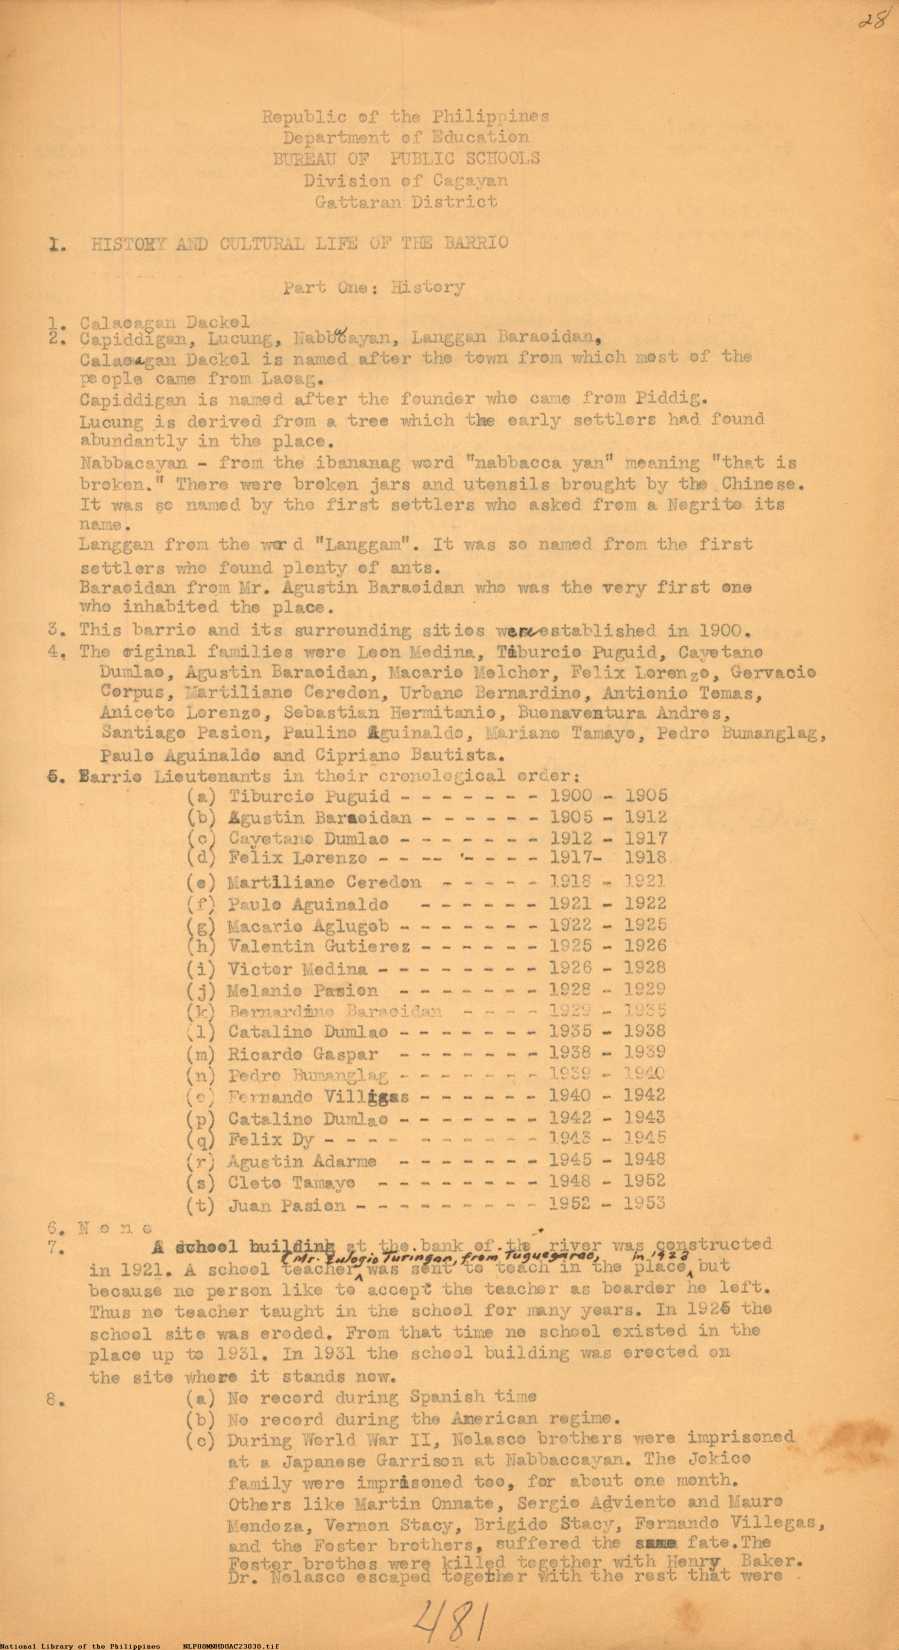 28
Republic of the Philippines
Department of Education
BUREAU OF PUBLIC SCHOOLS
Division of Cagayan
Gattaran District
1. HISTORY AND CULTURAL LIFE OF THE BARRIO
Part One: History
1. Calaoagan Dackel
2. Capiddigan, Lucung, Nabbacayan, Langgan Baraoidan,
Calaoagan Dackel is named after the town from which most of the
people came from Laoag.
Capiddigan is named after the founder who came from Piddig.
Lucung is derived from a tree which the early settlers had found
abundantly in the place.
Nabbacayan - from the ibananag word "nabbacca yan" meaning "that is
broken." There were broken jars and utensils brought by the Chinese.
It was so named by the first settlers who asked from a Negrito its
name.
Langgan from the word "Langgam". It was so named from the first
settlers who found plenty of ants.
Baraoidan from Mr. Agustin Baraoidan who was the very first one
who inhabited the place.
3. This barrio and its surrounding sitios were established in 1900.
4. The original families were Leon Medina, Tiburcio Puguid, Cayetano
Dumlao, Agustin Baraoidan, Macario Melchor, Felix Lorenzo, Gervacio
Corpus, Martiliano Ceredon, Urbano Bernardino, Antionio Tomas,
Aniceto Lorenzo, Sebastian Hermitanio, Buenaventura Andres,
Santiago Pasion, Paulino Aguinaldo, Mariano Tamayo, Pedro Bumanglag,
Paulo Aguinaldo and Cipriano Bautista.
5. Barrio Lieutenants in their cronological order:
(a) Tiburcio Puguid - - - - - - - 1900 - 1905
(b) Agustin Baraoidan - - - - - - 1905 - 1912
(c) Cayetano Dumlao - - - - - - - 1912 - 1917
(d) Felix Lorenzo - - -- - - - - 1917- 1918
(e) Martiliano Ceredon - - - - - 1918 - 1921
(f) Paulo Aguinaldo - - - - - - 1921 - 1922
(g) Macario Aglugob - - - - - - - 1922 - 1925
(h) Valentin Gutierez - - - - - - 1925 - 1926
(i) Victor Medina - - - - - - - - 1926 - 1928
(j) Melanio Pasion - - - - - - - 1928 - 1929
(k) Bernardino Baraoidan - - - - 1929 - 1935
(l) Catalino Dumlao - - - - - - - 1935 - 1938
(m) Ricardo Gaspar - - - - - - - 1938 - 1939
(n) Pedro Bumanglag - - - - - - - 1939 - 1940
(o) Fernando Villigas - - - - - - 1940 - 1942
(p) Catalino Dumlao - - - - - - - 1942 - 1943
(q) Felix Dy - - - - - - - - - - 1943 - 1945
(r) Agustin Adarme - - - - - - - 1945 - 1948
(s) Cleto Tamayo - - - - - - - - 1948 - 1952
(t) Juan Pasion - - - - - - - - - 1952 - 1953
6. N o n e
7. A school building at the bank of the river was constructed
(Mr. Eulogio Turingan, from Tuguegarao, in 1923
in 1921. A school teacher was sent to teach in the place but
because no person like to accept the teacher as boarder he left.
Thus no teacher taught in the school for many years. In 1926 the
school site was eroded. From that time no school existed in the
place up to 1931. In 1931 the school building was erected on
the site where it stands now.
8. (a) No record during Spanish time
(b) No record during the American regime.
(c) During World War II, Nolasco brothers were imprisoned
at a Japanese Garrison at Nabbaccayan. The Jokico
family were imprisoned too, for about one month.
Others like Martin Onnate, Sergio Adviento and Mauro
Mendoza, Vernon Stacy, Brigido Stacy, Fernando Villegas,
and the Foster brothers, suffered the same fate.The
Foster brothes were killed together with Henry Baker.
Dr. Nolasco escaped together with the rest that were
481
National Library of the Philippines NLP00MNHD0AC23030.tif